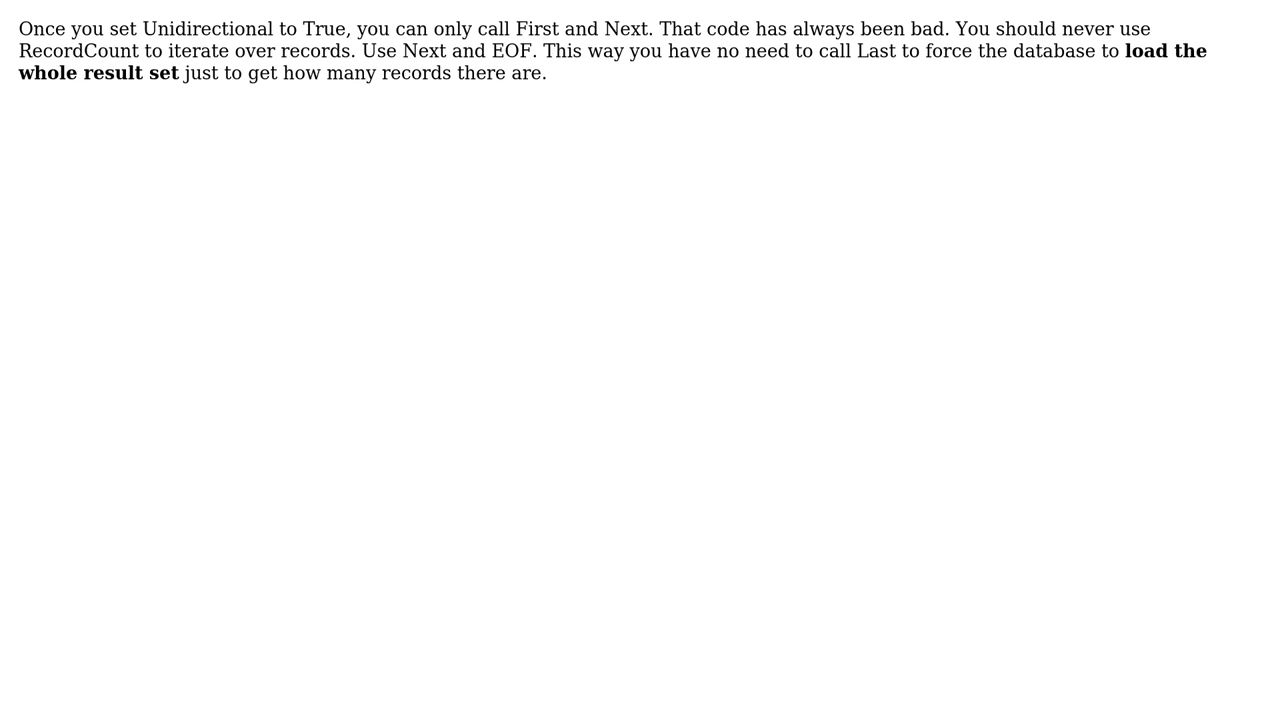 Once you set Unidirectional to True, you can only call First and Next. That code has always been bad. You should never use
RecordCount to iterate over records. Use Next and EOF. This way you have no need to call Last to force the database to load the
whole result set just to get how many records there are.